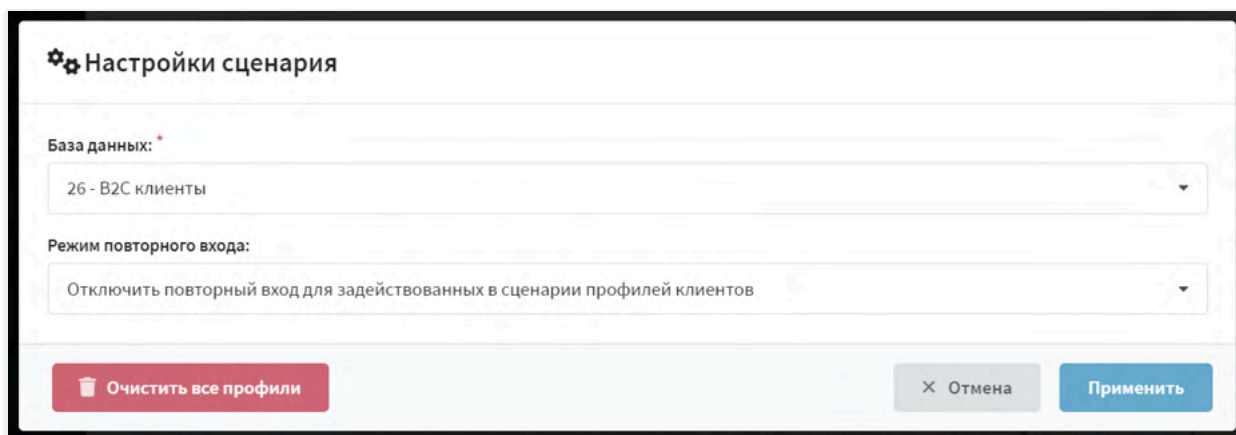 Настройки сценария
База данных: *
26 - B2C клиенты
Режим повторного входа:
Отключить повторный вход для задействованных в сценарии профилей клиентов
Очистить все профили
× Отмена
Применить